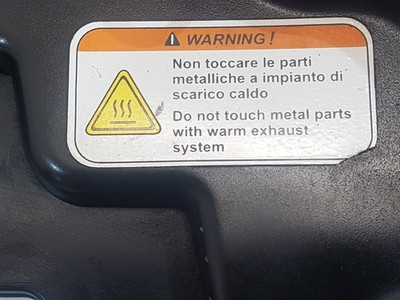 WARNING!
Non toccare le parti
metalliche a impianto di
scarico caldo
Do not touch metal parts
with warm exhaust
system